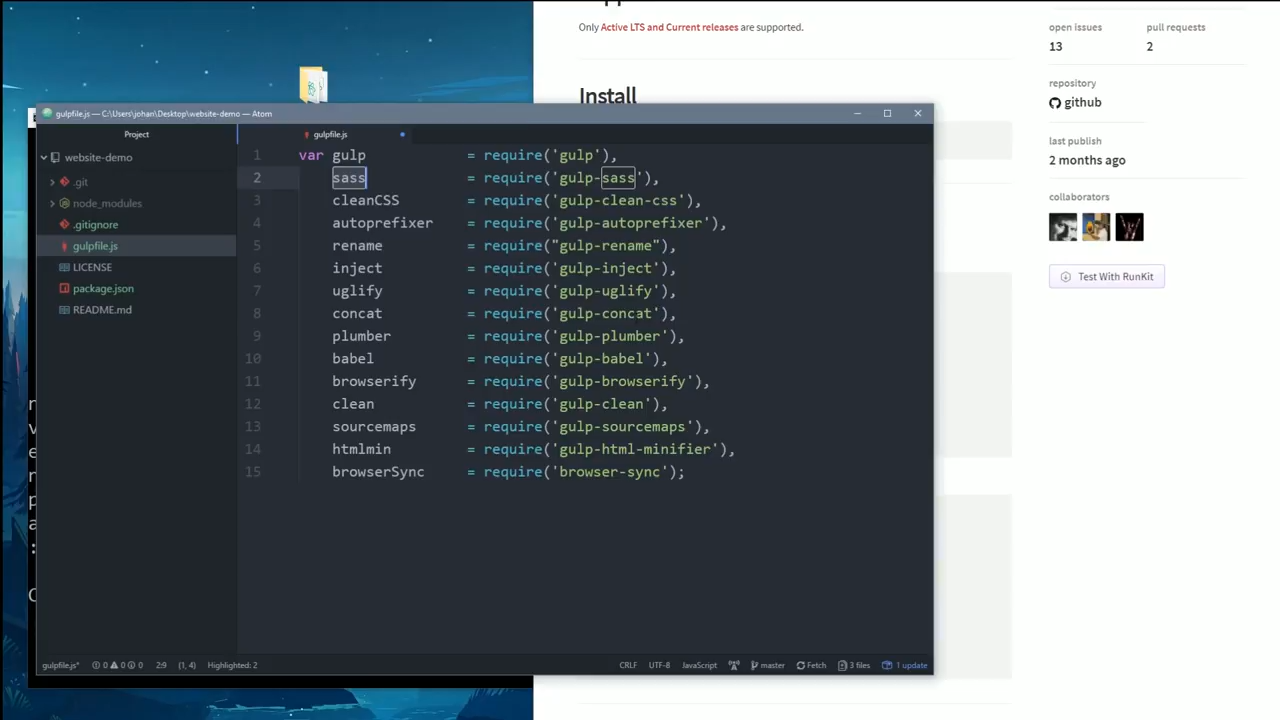 Only Active LTS and Current releases are supported.
Install
open issues
pull requests
13
2
repository
github
last publish
2 months ago
collaborators
Test With RunKit
gulpfile.js — C:\Users\johan\Desktop\website-demo — Atom
Project
website-demo
.git
node_modules
.gitignore
gulpfile.js
LICENSE
package.json
README.md
gulpfile.js
1 var gulp = require('gulp'),
2 sass = require('gulp-sass'),
3 cleanCSS = require('gulp-clean-css'),
4 autoprefixer = require('gulp-autoprefixer'),
5 rename = require("gulp-rename"),
6 inject = require('gulp-inject'),
7 uglify = require('gulp-uglify'),
8 concat = require('gulp-concat'),
9 plumber = require('gulp-plumber'),
10 babel = require('gulp-babel'),
11 browserify = require('gulp-browserify'),
12 clean = require('gulp-clean'),
13 sourcemaps = require('gulp-sourcemaps'),
14 htmlmin = require('gulp-html-minifier'),
15 browserSync = require('browser-sync');
gulpfile.js* 0 0 0 2:9 (1, 4) Highlighted: 2 CRLF UTF-8 JavaScript master Fetch 3 files 1 update